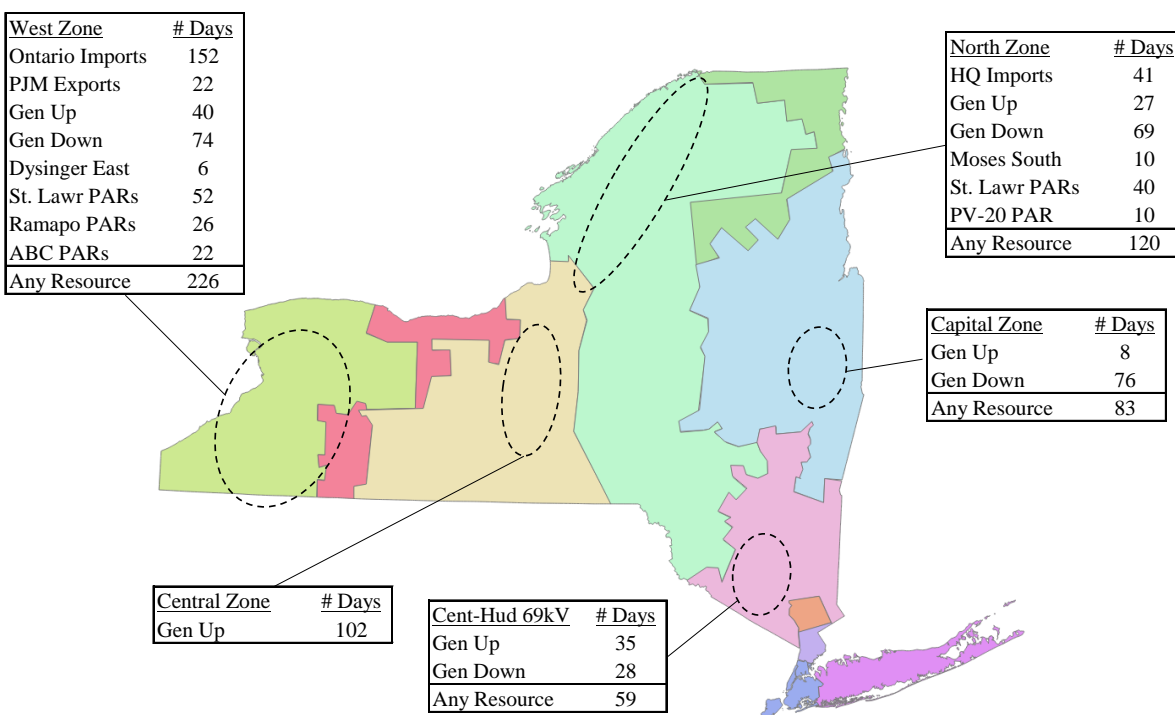 West Zone # Days
Ontario Imports 152
PJM Exports 22
Gen Up 40
Gen Down 74
Dysinger East 6
St. Lawr PARs 52
Ramapo PARs 26
ABC PARs 22
Any Resource 226
North Zone # Days
HQ Imports 41
Gen Up 27
Gen Down 69
Moses South 10
St. Lawr PARs 40
PV-20 PAR 10
Any Resource 120
Capital Zone # Days
Gen Up 8
Gen Down 76
Any Resource 83
Central Zone # Days
Gen Up 102
Cent-Hud 69kV # Days
Gen Up 35
Gen Down 28
Any Resource 59